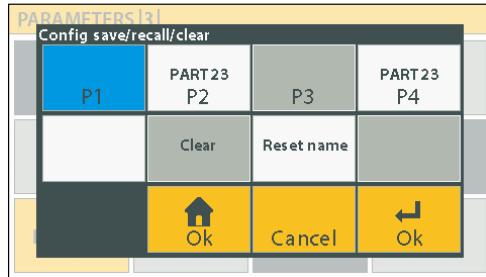 PARAMETERS|3|
Config save/recall/clear
PART23
PART23
P1
P2
P3
P4
Clear
Reset name
Ok
Cancel
Ok